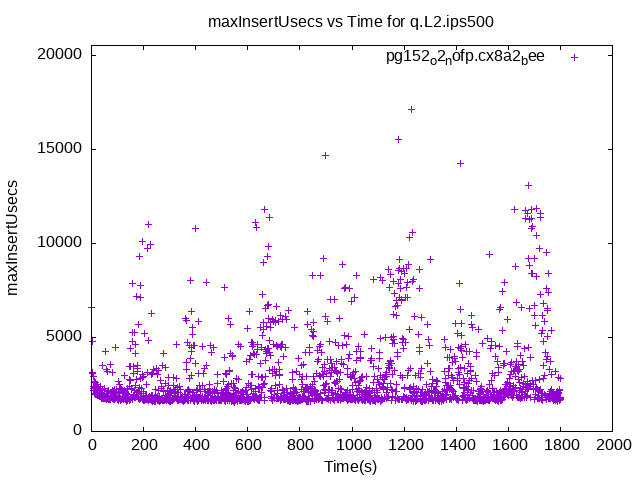 maxInsertUsecs vs Time for q.L2.ips500
20000
pg152o2nofp.cx8a2bee
15000
10000
5000
0
maxInsertUsecs
0 200 400 600 800 1000 1200 1400 1600 1800 2000
Time(s)